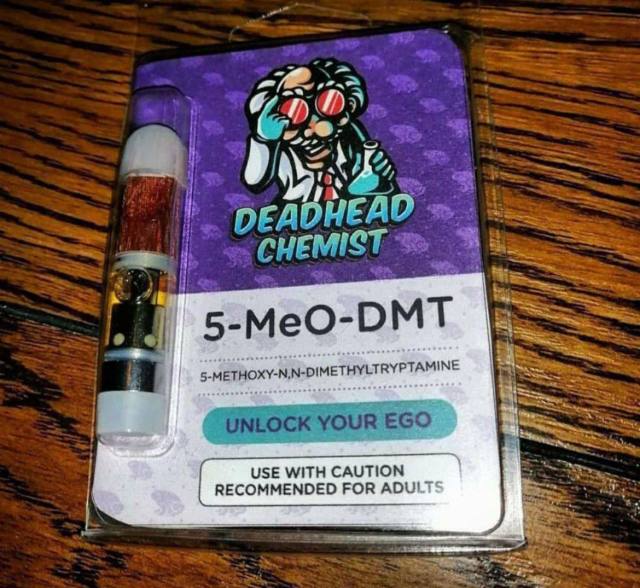 DEADHEAD
CHEMIST
5-MeO-DMT
5-METHOXY-N,N-DIMETHYLTRYPTAMINE
UNLOCK YOUR EGO
USE WITH CAUTION
RECOMMENDED FOR ADULTS